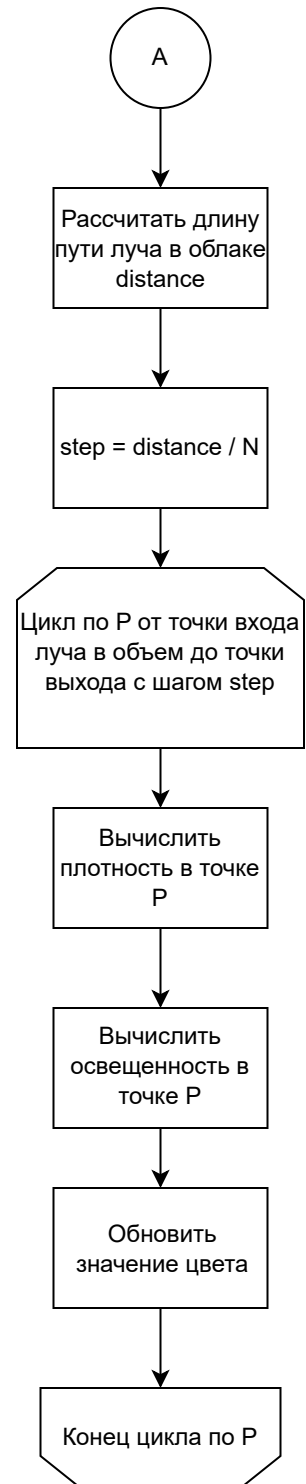 A
Рассчитать длину
пути луча в облаке
distance
step = distance / N
Цикл по P от точки входа
луча в объем до точки
выхода с шагом step
Вычислить
плотность в точке
P
Вычислить
освещенность в
точке P
Обновить
значение цвета
Конец цикла по P